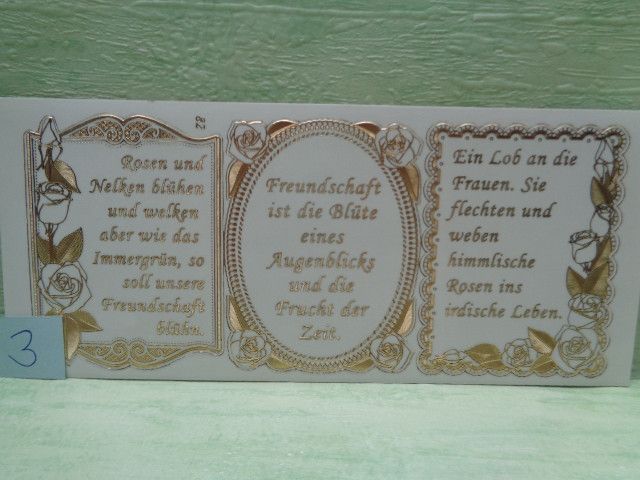 Rosen und
Nelken blühen
und welken
aber wie das
Immergrün, so
soll unsere
Freundschaft
blühn.
28
Freundschaft
ist die Blüte
eines
Augenblicks
und die
Frucht der
Zeit.
Ein Lob an die
Frauen. Sie
flechten und
weben
himmlische
Rosen ins
irdische Leben.
3